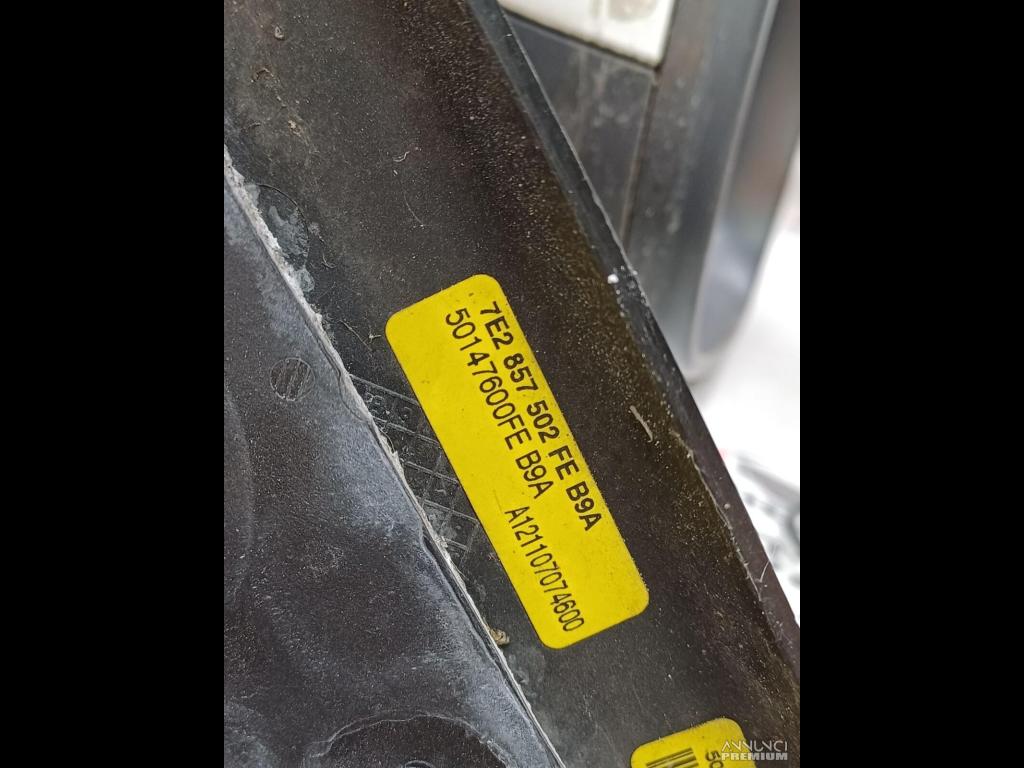 7E2 857 502 FE B9A
50147600FE B9A
A121107074600
ANNUNCI
PREMIUM